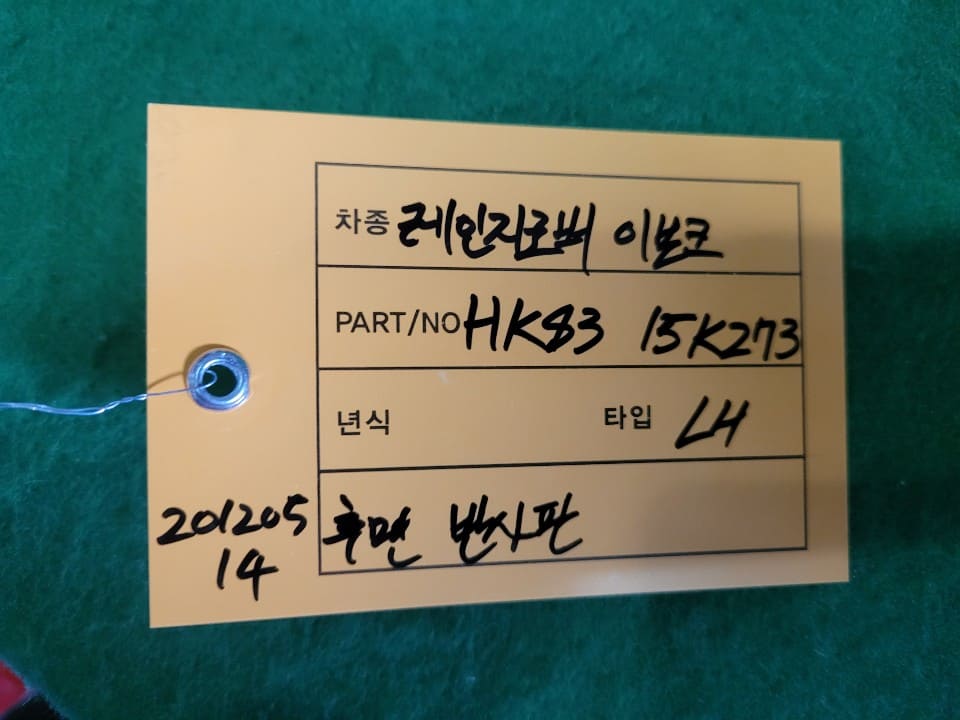 차종 레인지로버 이보크
PART/NO HK83 15K273
년식 타입 LH
후면 반사판
201205
14